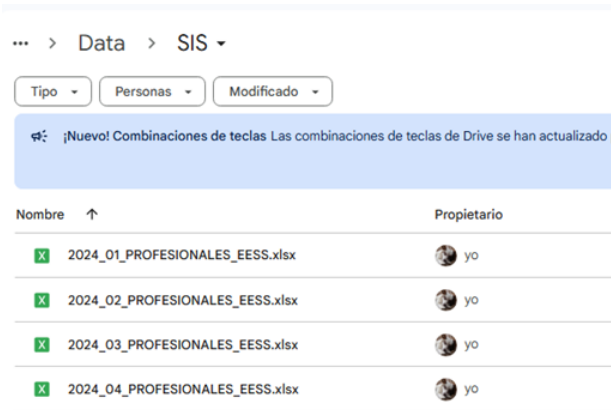 ... > Data > SIS
Tipo Personas Modificado
¡Nuevo! Combinaciones de teclas Las combinaciones de teclas de Drive se han actualizado
Nombre Propietario
X 2024_01_PROFESIONALES_EESS.xlsx yo
X 2024_02_PROFESIONALES_EESS.xlsx yo
X 2024_03_PROFESIONALES_EESS.xlsx yo
X 2024_04_PROFESIONALES_EESS.xlsx yo